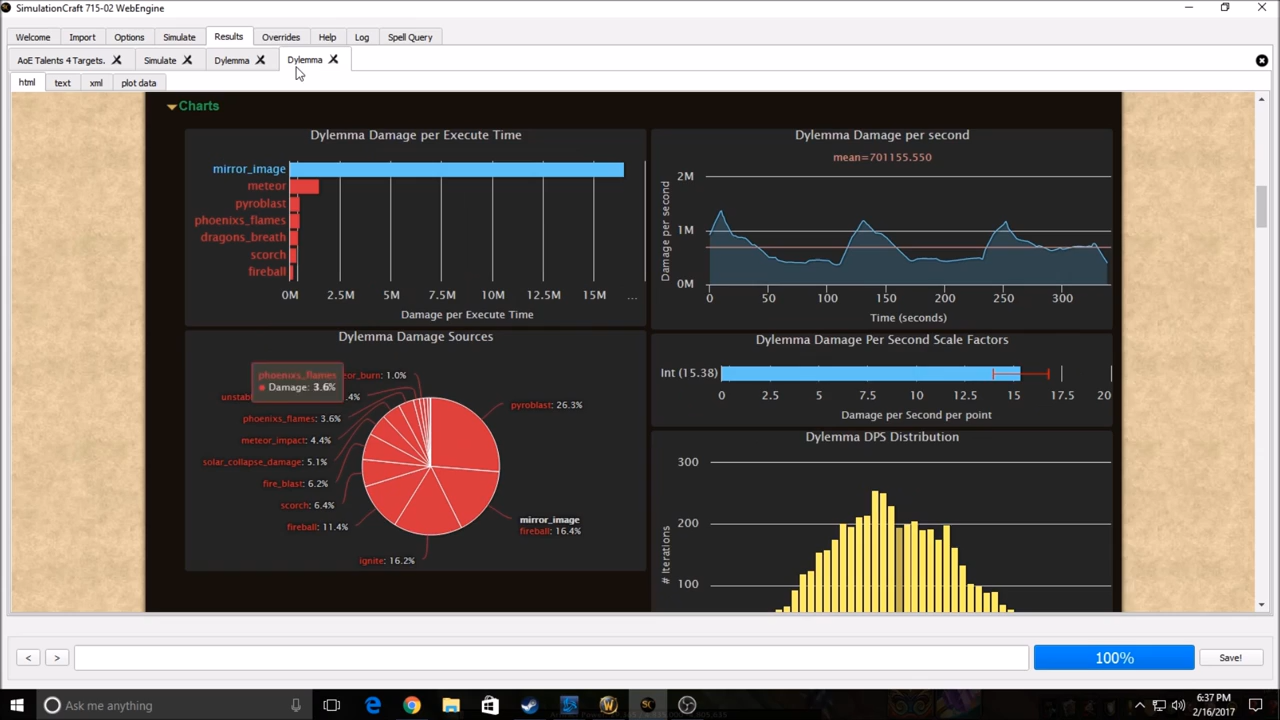 SimulationCraft 715-02 WebEngine
Welcome Import Options Simulate Results Overrides Help Log Spell Query
AoE Talents 4 Targets. Simulate Dylemma Dylemma
html text xml plot data
Charts
Dylemma Damage per Execute Time
mirror_image
meteor
pyroblast
phoenixs_flames
dragons_breath
scorch
fireball
0M 2.5M 5M 7.5M 10M 12.5M 15M ...
Damage per Execute Time
Dylemma Damage per second
mean=701155.550
Damage per second
2M
1M
0M
0 50 100 150 200 250 300
Time (seconds)
Dylemma Damage Sources
phoenixs_flames
Damage: 3.6%
eor_burn: 1.0%
unstab .4%
phoenixs_flames: 3.6%
meteor_impact: 4.4%
solar_collapse_damage: 5.1%
fire_blast: 6.2%
scorch: 6.4%
fireball: 11.4%
ignite: 16.2%
pyroblast: 26.3%
mirror_image
fireball: 16.4%
Dylemma Damage Per Second Scale Factors
Int (15.38)
0 2.5 5 7.5 10 12.5 15 17.5 20
Damage per Second per point
Dylemma DPS Distribution
# Iterations
300
200
100
< > 100% Save!
Ask me anything
6:37 PM
2/16/2017